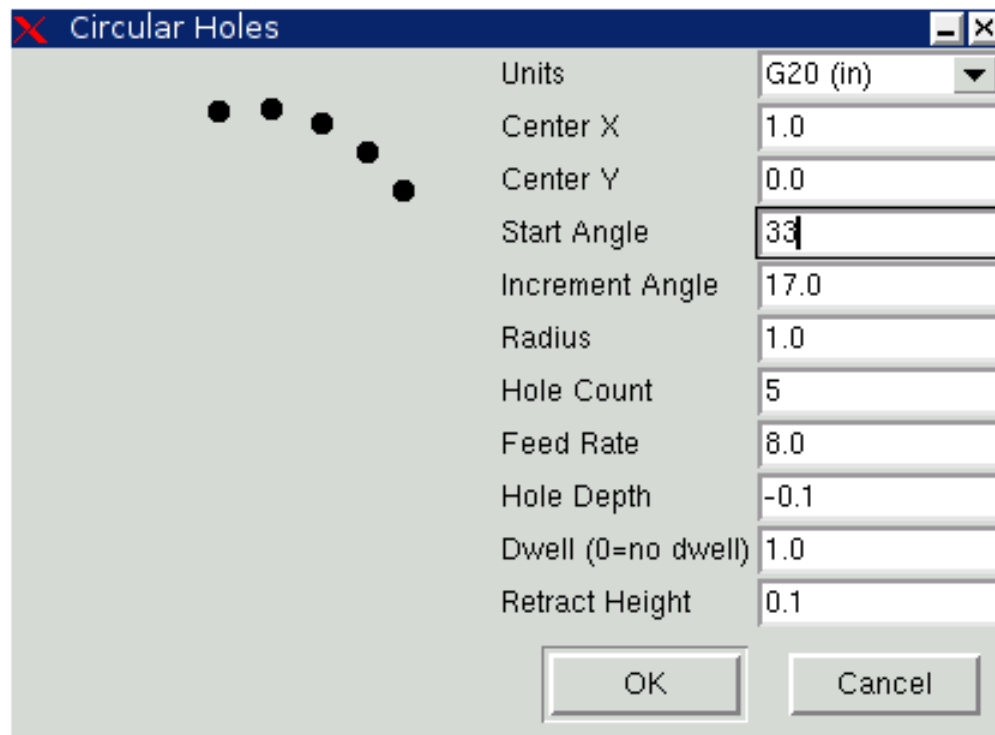 Circular Holes
Units G20 (in)
Center X 1.0
Center Y 0.0
Start Angle 33
Increment Angle 17.0
Radius 1.0
Hole Count 5
Feed Rate 8.0
Hole Depth -0.1
Dwell (0=no dwell) 1.0
Retract Height 0.1
OK Cancel